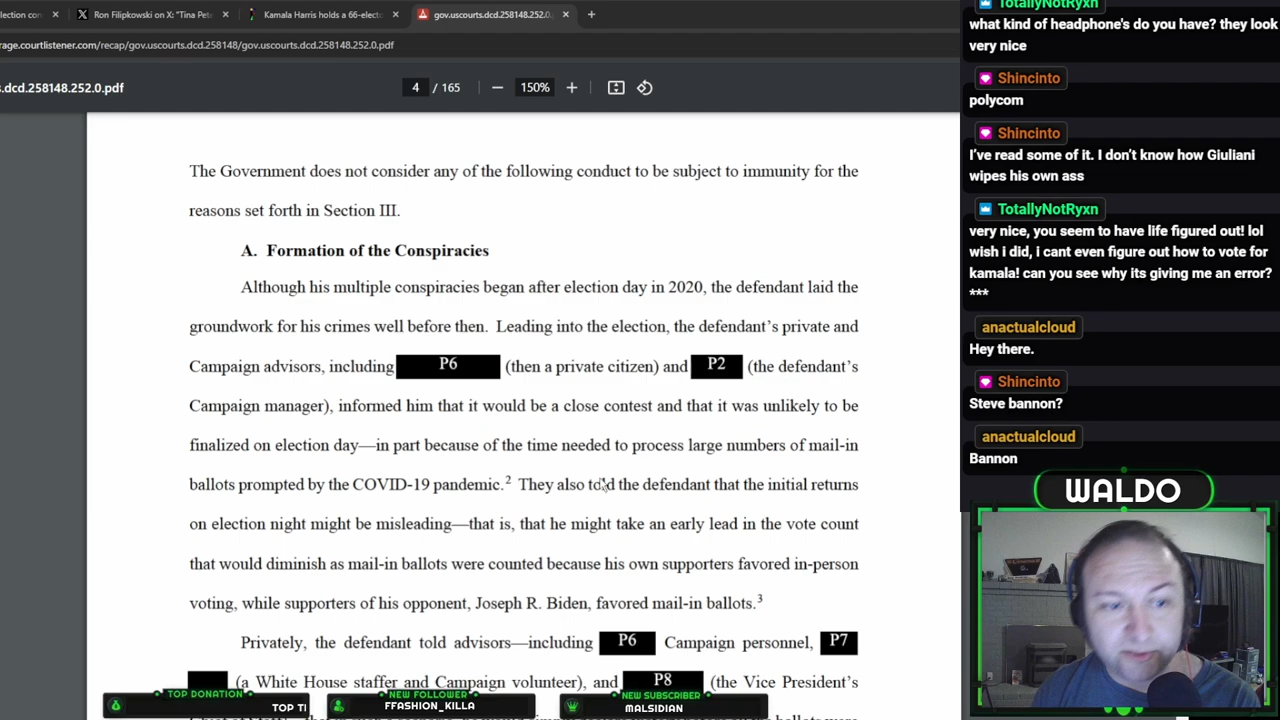 lection con
Ron Filipkowski on X: "Tina Pete
Kamala Harris holds a 66-electo
gov.uscourts.dcd.258148.252.0.
rage.courtlistener.com/recap/gov.uscourts.dcd.258148/gov.uscourts.dcd.258148.252.0.pdf
s.dcd.258148.252.0.pdf
4 / 165
150%
The Government does not consider any of the following conduct to be subject to immunity for the
reasons set forth in Section III.
A. Formation of the Conspiracies
Although his multiple conspiracies began after election day in 2020, the defendant laid the
groundwork for his crimes well before then. Leading into the election, the defendant's private and
Campaign advisors, including P6 (then a private citizen) and P2 (the defendant's
Campaign manager), informed him that it would be a close contest and that it was unlikely to be
finalized on election day—in part because of the time needed to process large numbers of mail-in
ballots prompted by the COVID-19 pandemic.2 They also told the defendant that the initial returns
on election night might be misleading—that is, that he might take an early lead in the vote count
that would diminish as mail-in ballots were counted because his own supporters favored in-person
voting, while supporters of his opponent, Joseph R. Biden, favored mail-in ballots.3
Privately, the defendant told advisors—including P6 Campaign personnel, P7
(a White House staffer and Campaign volunteer), and P8 (the Vice President's
TOP DONATION
TOP TI
NEW FOLLOWER
FFASHION_KILLA
NEW SUBSCRIBER
MALSIDIAN
TotallyNotRyxn
what kind of headphone's do you have? they look
very nice
Shincinto
polycom
Shincinto
I've read some of it. I don't know how Giuliani
wipes his own ass
TotallyNotRyxn
very nice, you seem to have life figured out! lol
wish i did, i cant even figure out how to vote for
kamala! can you see why its giving me an error?
***
anactualcloud
Hey there.
Shincinto
Steve bannon?
anactualcloud
Bannon
WALDO